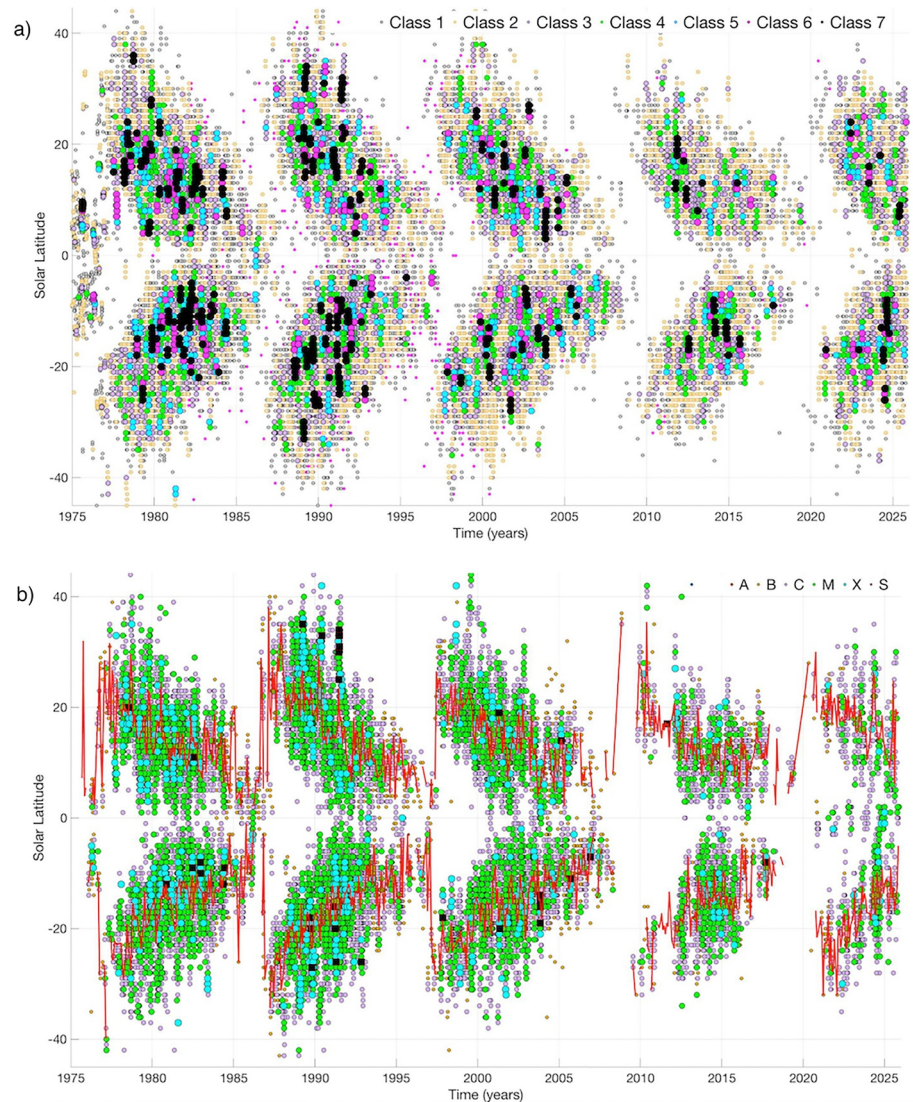 a)
Class 1 Class 2 Class 3 Class 4 Class 5 Class 6 Class 7
40
20
0
-20
-40
Solar Latitude
1975 1980 1985 1990 1995 2000 2005 2010 2015 2020 2025
Time (years)
b)
A B C M X S
40
20
0
-20
-40
Solar Latitude
1975 1980 1985 1990 1995 2000 2005 2010 2015 2020 2025
Time (years)